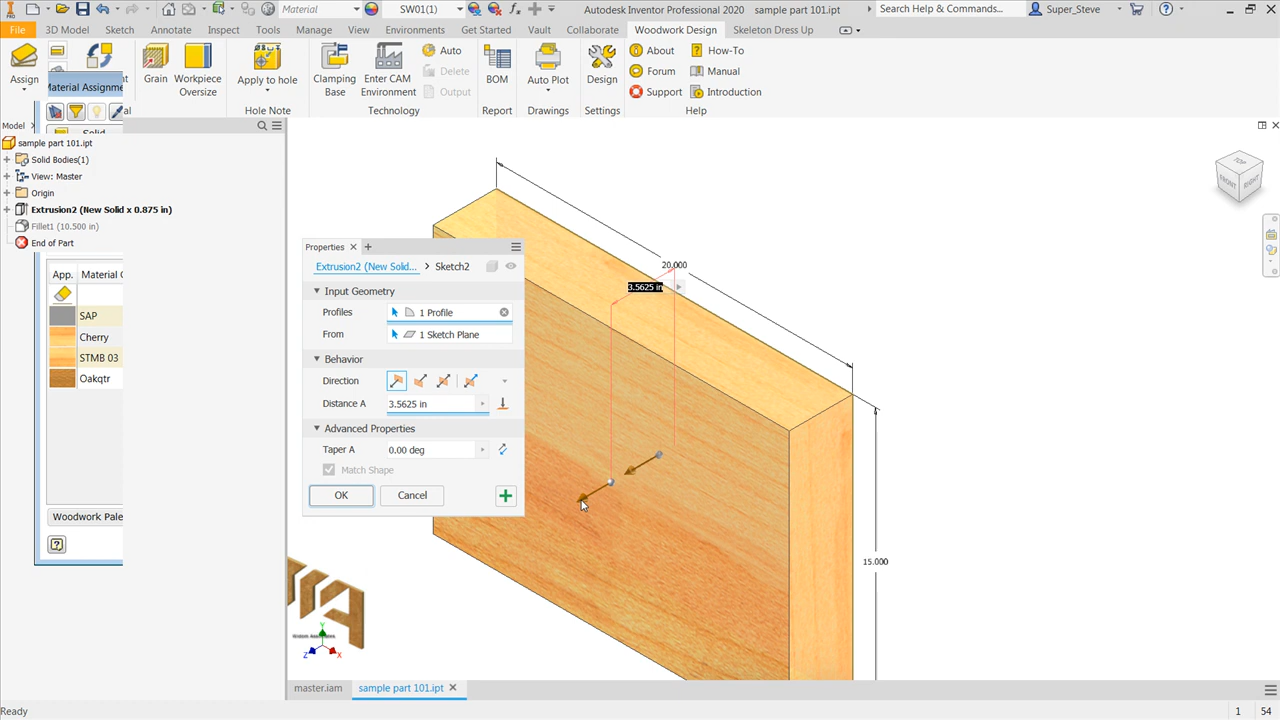 Material
SW01(1)
Autodesk Inventor Professional 2020
sample part 101.ipt
Search Help & Commands...
Super_Steve
File
3D Model
Sketch
Annotate
Inspect
Tools
Manage
View
Environments
Get Started
Vault
Collaborate
Woodwork Design
Skeleton Dress Up
Assign
Grain
Workpiece
Oversize
Apply to hole
Hole Note
Clamping
Base
Enter CAM
Environment
Auto
Delete
Output
Technology
BOM
Report
Auto Plot
Drawings
Design
Settings
About
Forum
Support
How-To
Manual
Introduction
Help
Material Assignme
Solid
Model
sample part 101.ipt
Solid Bodies(1)
View: Master
Origin
Extrusion2 (New Solid x 0.875 in)
Fillet1 (10.500 in)
End of Part
App.
Material
SAP
Cherry
STMB 03
Oakqtr
Woodwork Pale
Properties
Extrusion2 (New Solid... > Sketch2
Input Geometry
Profiles
1 Profile
From
1 Sketch Plane
Behavior
Direction
Distance A
3.5625 in
Advanced Properties
Taper A
0.00 deg
Match Shape
OK
Cancel
20.000
3.5625 in
15.000
TOP
FRONT
RIGHT
Y
Z
X
master.iam
sample part 101.ipt
Ready
1
54